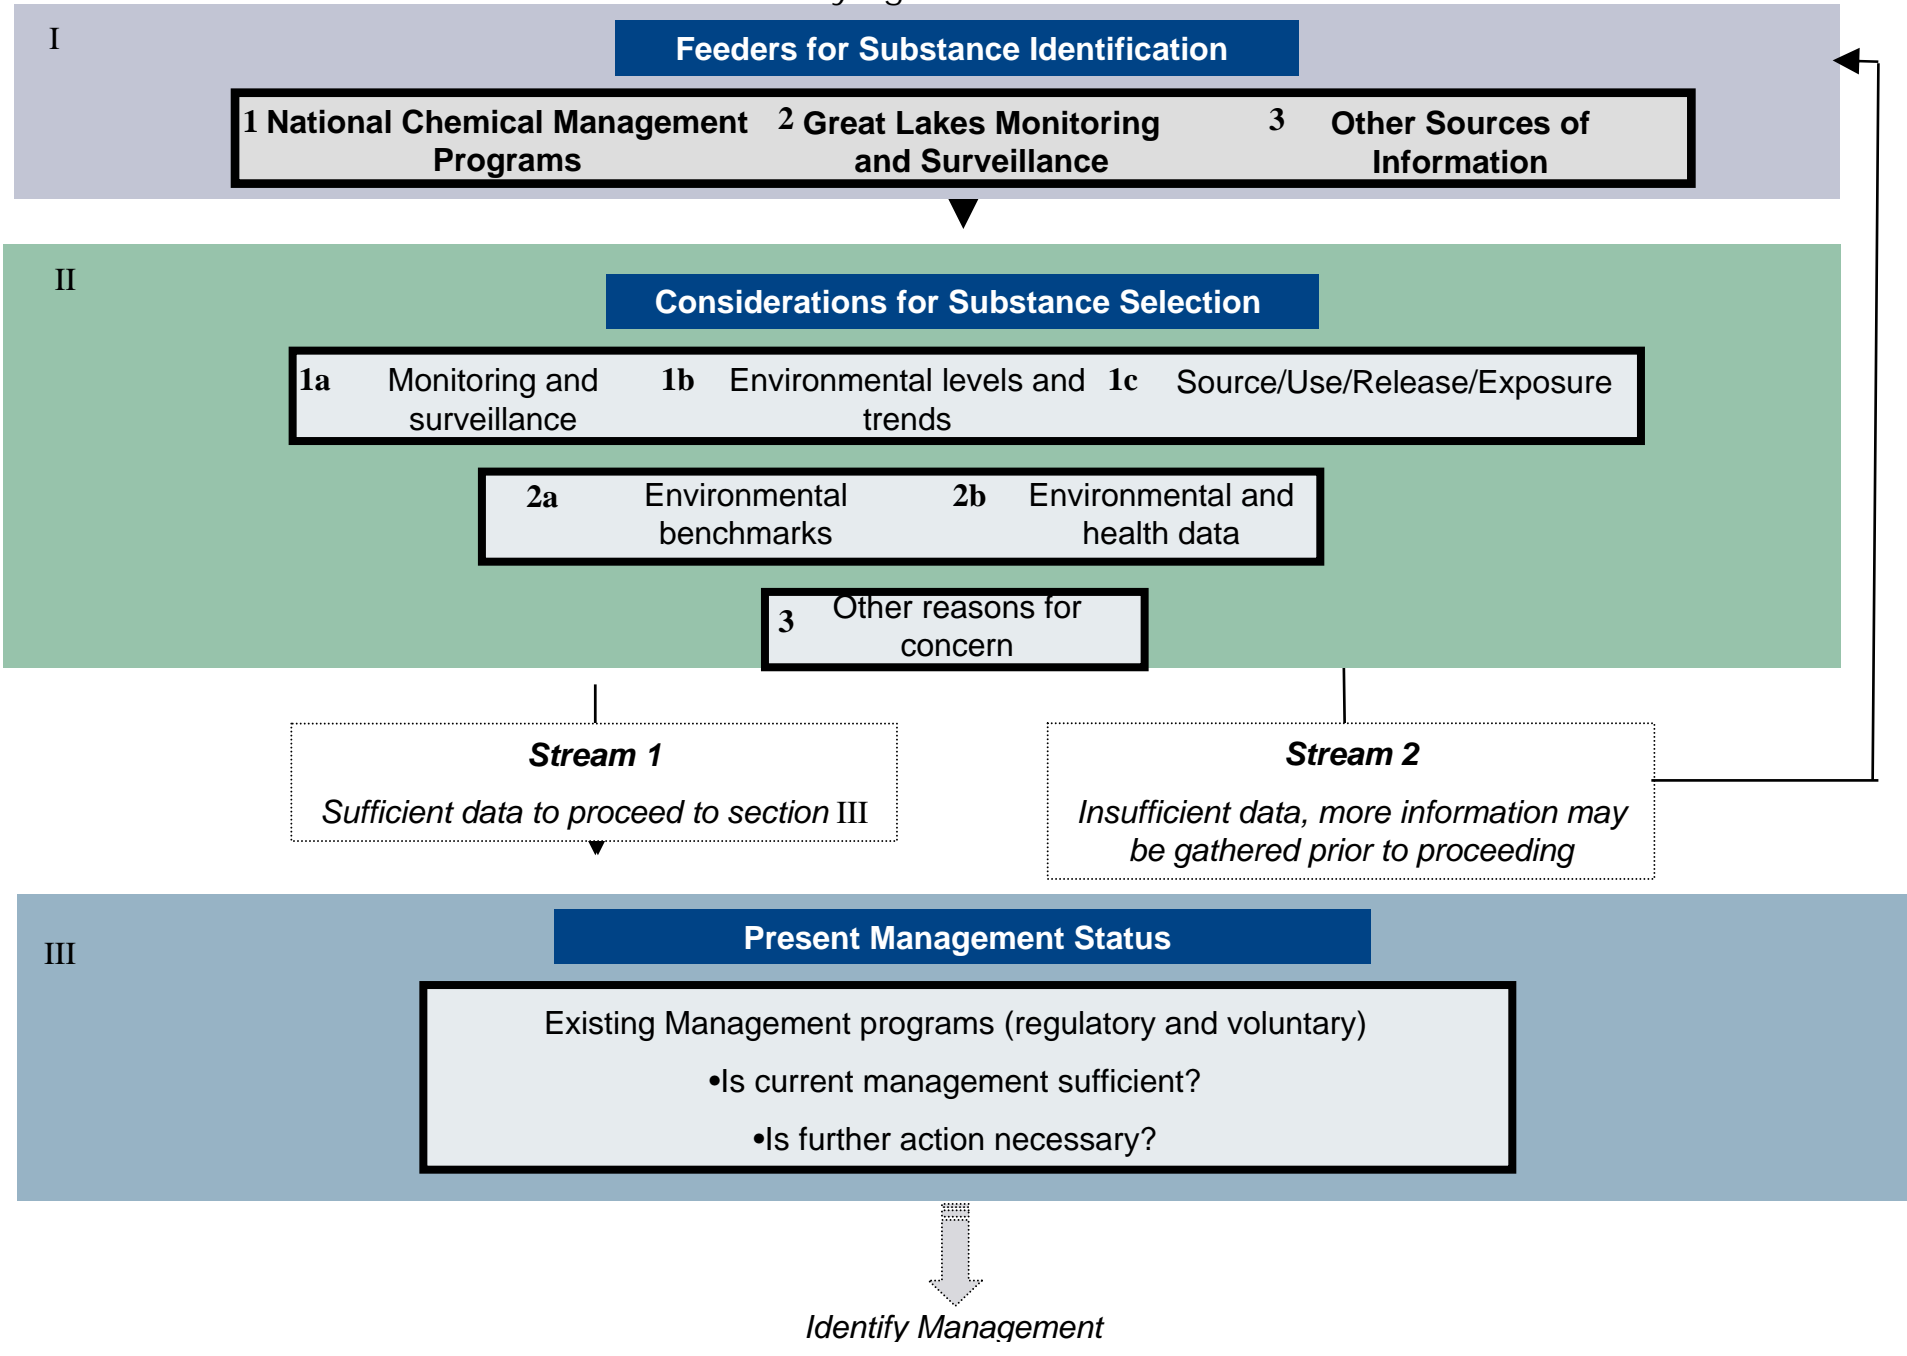 I
Feeders for Substance Identification
1 National Chemical Management 2 Great Lakes Monitoring 3 Other Sources of
Programs and Surveillance Information
II
Considerations for Substance Selection
1a Monitoring and 1b Environmental levels and 1c Source/Use/Release/Exposure
surveillance trends
2a Environmental 2b Environmental and
benchmarks health data
3 Other reasons for
concern
Stream 1
Sufficient data to proceed to section III
Stream 2
Insufficient data, more information may
be gathered prior to proceeding
III
Present Management Status
Existing Management programs (regulatory and voluntary)
•Is current management sufficient?
•Is further action necessary?
Identify Management